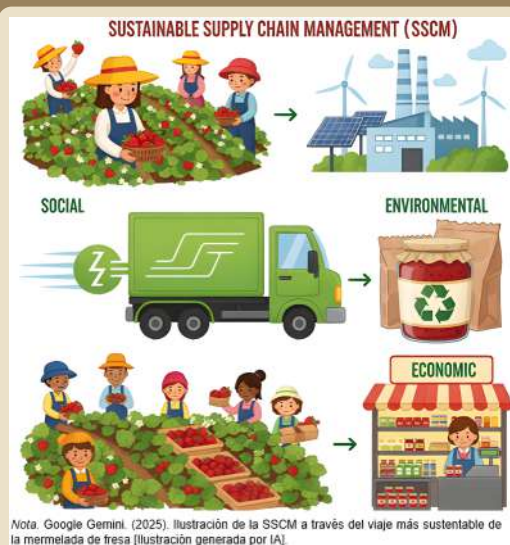 SUSTAINABLE SUPPLY CHAIN MANAGEMENT (SSCM)
SOCIAL
ENVIRONMENTAL
ECONOMIC
Nota. Google Gemini. (2025). Ilustración de la SSCM a través del viaje más sustentable de
la mermelada de fresa [Ilustración generada por IA].